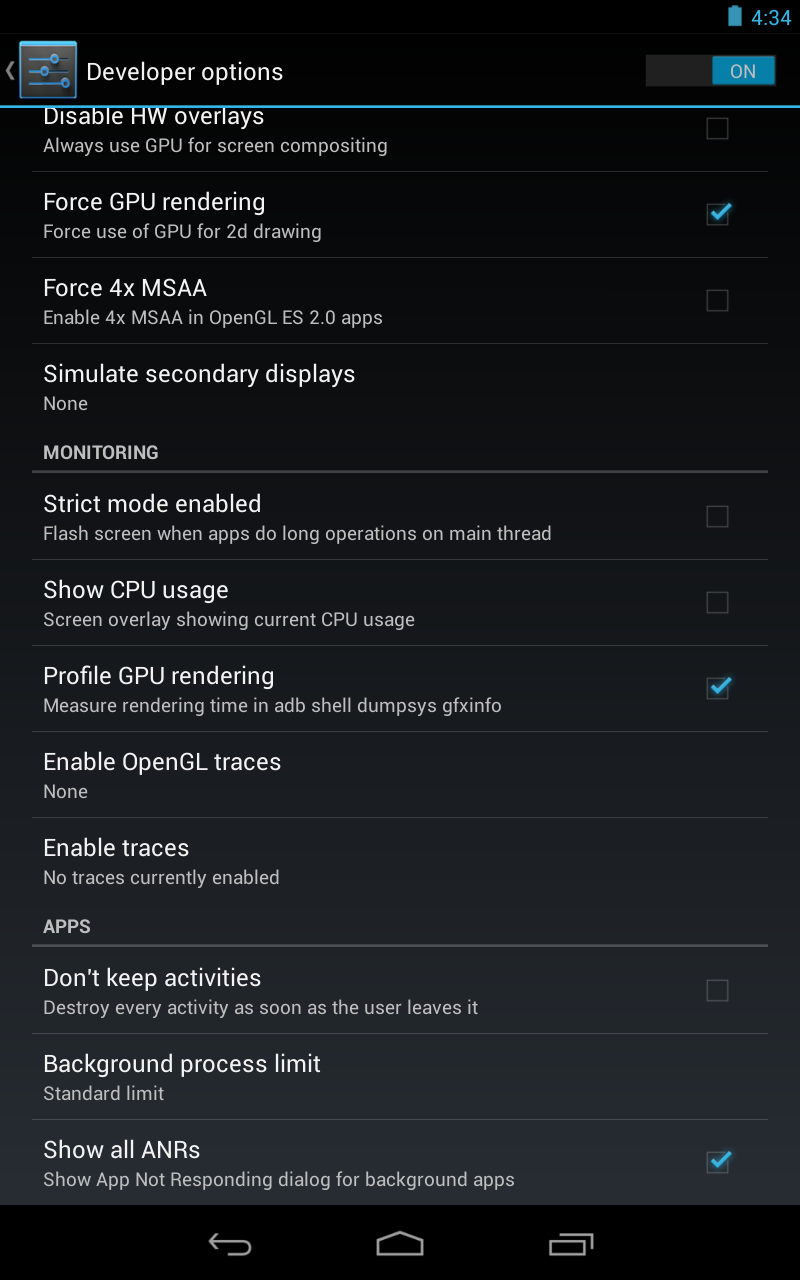 4:34
Developer options
ON
Disable HW overlays
Always use GPU for screen compositing
Force GPU rendering
Force use of GPU for 2d drawing
Force 4x MSAA
Enable 4x MSAA in OpenGL ES 2.0 apps
Simulate secondary displays
None
MONITORING
Strict mode enabled
Flash screen when apps do long operations on main thread
Show CPU usage
Screen overlay showing current CPU usage
Profile GPU rendering
Measure rendering time in adb shell dumpsys gfxinfo
Enable OpenGL traces
None
Enable traces
No traces currently enabled
APPS
Don't keep activities
Destroy every activity as soon as the user leaves it
Background process limit
Standard limit
Show all ANRs
Show App Not Responding dialog for background apps